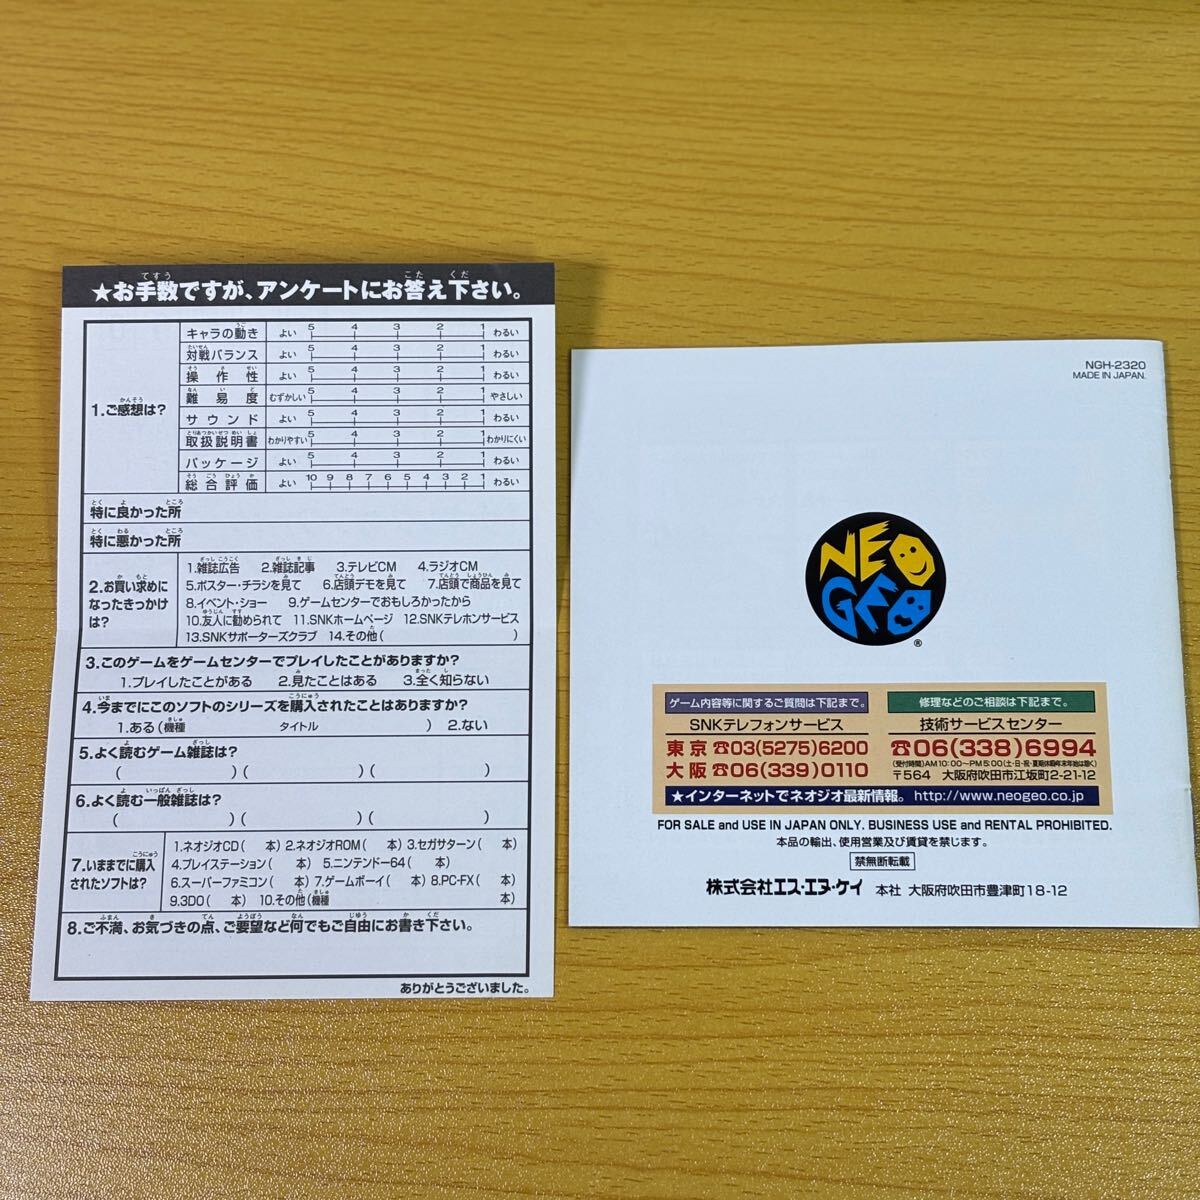 ★お手数ですが、アンケートにお答え下さい。
1.ご感想は?
キャラの動き よい 5 4 3 2 1 わるい
対戦バランス よい 5 4 3 2 1 わるい
操作性 よい 5 4 3 2 1 わるい
難易度 むずかしい 5 4 3 2 1 やさしい
サウンド よい 5 4 3 2 1 わるい
取扱説明書 わかりやすい 5 4 3 2 1 わかりにくい
パッケージ よい 5 4 3 2 1 わるい
総合評価 よい 10 9 8 7 6 5 4 3 2 1 わるい
特に良かった所
特に悪かった所
2.お買い求めになったきっかけは?
1.雑誌広告 2.雑誌記事 3.テレビCM 4.ラジオCM
5.ポスター・チラシを見て 6.店頭デモを見て 7.店頭で商品を見て
8.イベント・ショー 9.ゲームセンターでおもしろかったから
10.友人に勧められて 11.SNKホームページ 12.SNKテレホンサービス
13.SNKサポーターズクラブ 14.その他( )
3.このゲームをゲームセンターでプレイしたことがありますか?
1.プレイしたことがある 2.見たことはある 3.全く知らない
4.今までにこのソフトのシリーズを購入されたことはありますか?
1.ある(機種 タイトル ) 2.ない
5.よく読むゲーム雑誌は?
( ) ( ) ( )
6.よく読む一般雑誌は?
( ) ( ) ( )
7.いままでに購入されたソフトは?
1.ネオジオCD( 本) 2.ネオジオROM( 本) 3.セガサターン( 本)
4.プレイステーション( 本) 5.ニンテンドー64( 本)
6.スーパーファミコン( 本) 7.ゲームボーイ( 本) 8.PC-FX( 本)
9.3DO( 本) 10.その他(機種 本)
8.ご不満、お気づきの点、ご要望など何でもご自由にお書き下さい。
ありがとうございました。
NGH-2320
MADE IN JAPAN.
NEO
GEO
®
ゲーム内容等に関するご質問は下記まで。
SNKテレフォンサービス
東京☎03(5275)6200
大阪☎06(339)0110
修理などのご相談は下記まで。
技術サービスセンター
☎06(338)6994
(受付時間)AM10:00〜PM5:00(土・日・祝・夏期休暇年末年始は除く)
〒564 大阪府吹田市江坂町2-21-12
★インターネットでネオジオ最新情報。http://www.neogeo.co.jp
FOR SALE and USE IN JAPAN ONLY. BUSINESS USE and RENTAL PROHIBITED.
本品の輸出、使用営業及び賃貸を禁じます。
禁無断転載
株式会社エス・エヌ・ケイ 本社 大阪府吹田市豊津町18-12